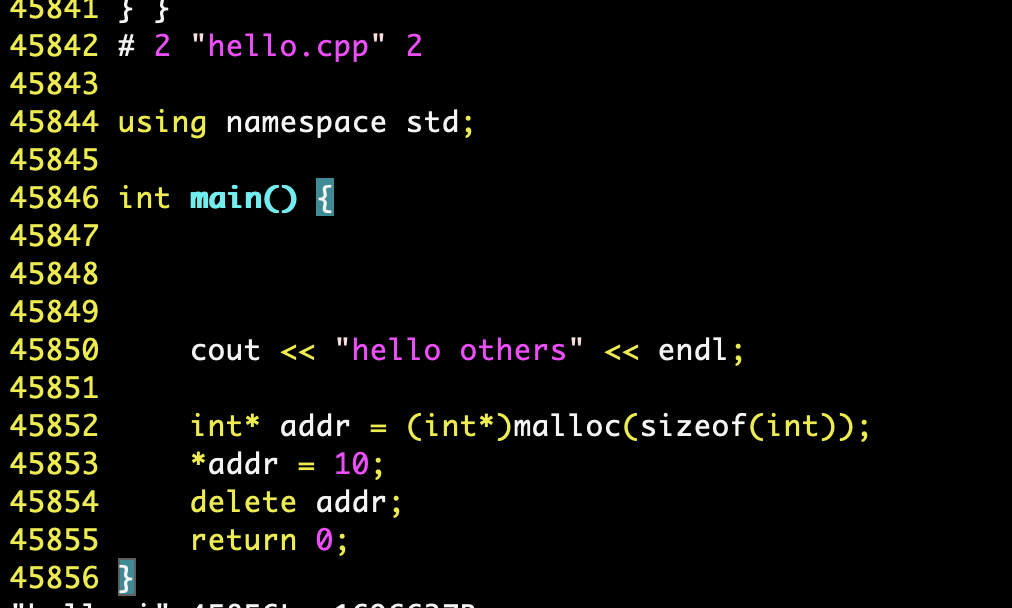 45841 } }
45842 # 2 "hello.cpp" 2
45843
45844 using namespace std;
45845
45846 int main() {
45847
45848
45849
45850     cout << "hello others" << endl;
45851
45852     int* addr = (int*)malloc(sizeof(int));
45853     *addr = 10;
45854     delete addr;
45855     return 0;
45856 }